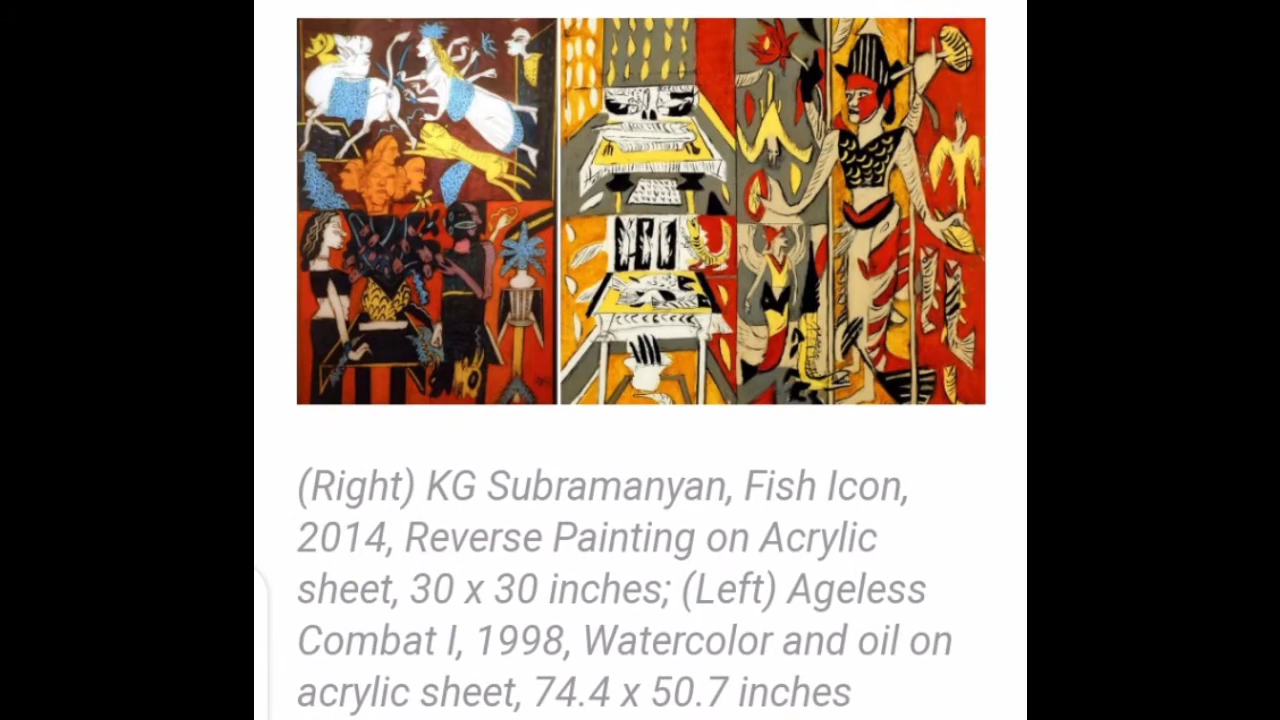 (Right) KG Subramanyan, Fish Icon,
2014, Reverse Painting on Acrylic
sheet, 30 x 30 inches; (Left) Ageless
Combat I, 1998, Watercolor and oil on
acrylic sheet, 74.4 x 50.7 inches